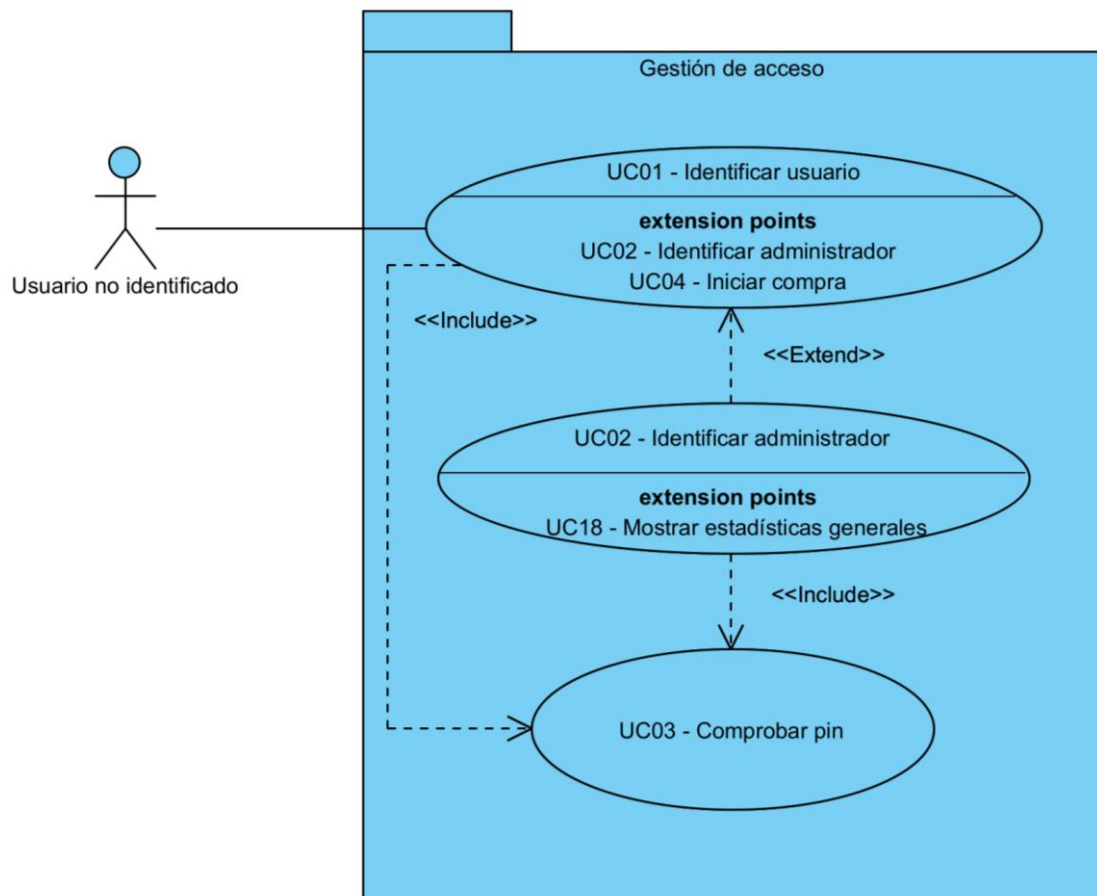 Gestión de acceso
UC01 - Identificar usuario
extension points
UC02 - Identificar administrador
UC04 - Iniciar compra
Usuario no identificado
<<Include>>
<<Extend>>
UC02 - Identificar administrador
extension points
UC18 - Mostrar estadísticas generales
<<Include>>
UC03 - Comprobar pin